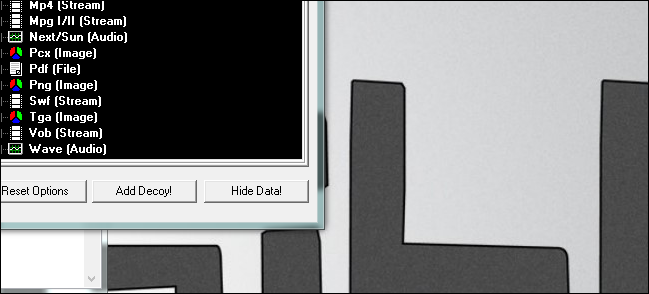 Mp4 (Stream)
Mpg I/II (Stream)
Next/Sun (Audio)
Pcx (Image)
Pdf (File)
Png (Image)
Swf (Stream)
Tga (Image)
Vob (Stream)
Wave (Audio)
Reset Options
Add Decoy!
Hide Data!